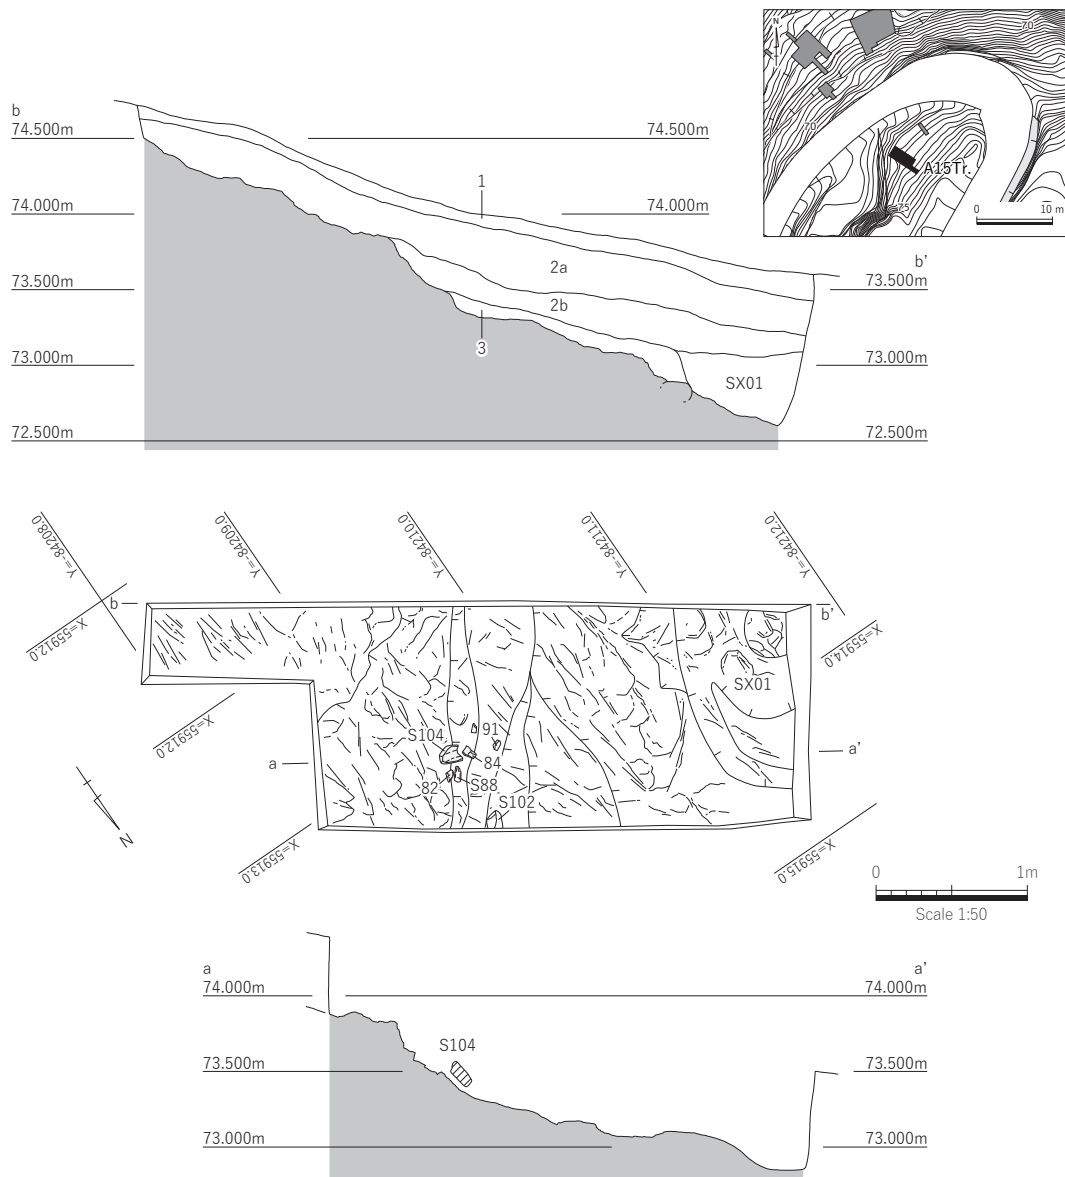 b
74.500m
74.500m
1
74.000m
74.000m
2a
b’
73.500m
73.500m
2b
3
73.000m
73.000m
SX01
72.500m
72.500m
N
70
70
A15Tr.
75
0
10 m
Y=-84208.0
Y=-84209.0
Y=-84210.0
Y=-84211.0
Y=-84212.0
b
b’
X=55912.0
X=55914.0
SX01
X=55912.0
S104
91
84
a
a’
82
S88
S102
N
X=55913.0
X=55915.0
0
1m
Scale 1:50
a
a’
74.000m
74.000m
S104
73.500m
73.500m
73.000m
73.000m